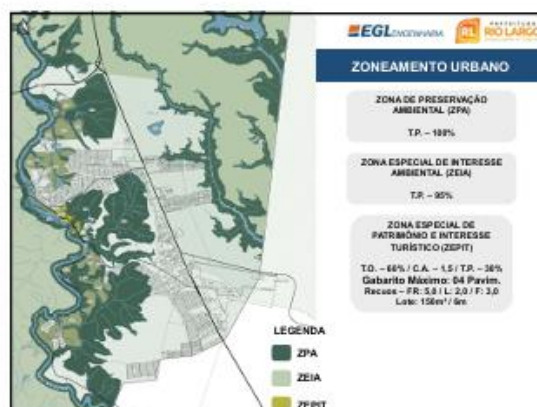 EGL ENGENHARIA
PREFEITURA
RIO LARGO
RL
ZONEAMENTO URBANO
ZONA DE PRESERVAÇÃO
AMBIENTAL (ZPA)
T.P. – 100%
ZONA ESPECIAL DE INTERESSE
AMBIENTAL (ZEIA)
T.P. – 95%
ZONA ESPECIAL DE
PATRIMÔNIO E INTERESSE
TURÍSTICO (ZEPIT)
T.O. – 60% / C.A. – 1,5 / T.P. – 30%
Gabarito Máximo: 04 Pavim.
Recuos – FR: 5,0 / L: 2,0 / F: 3,0
Lote: 150m² / 6m
LEGENDA
ZPA
ZEIA
ZEPIT